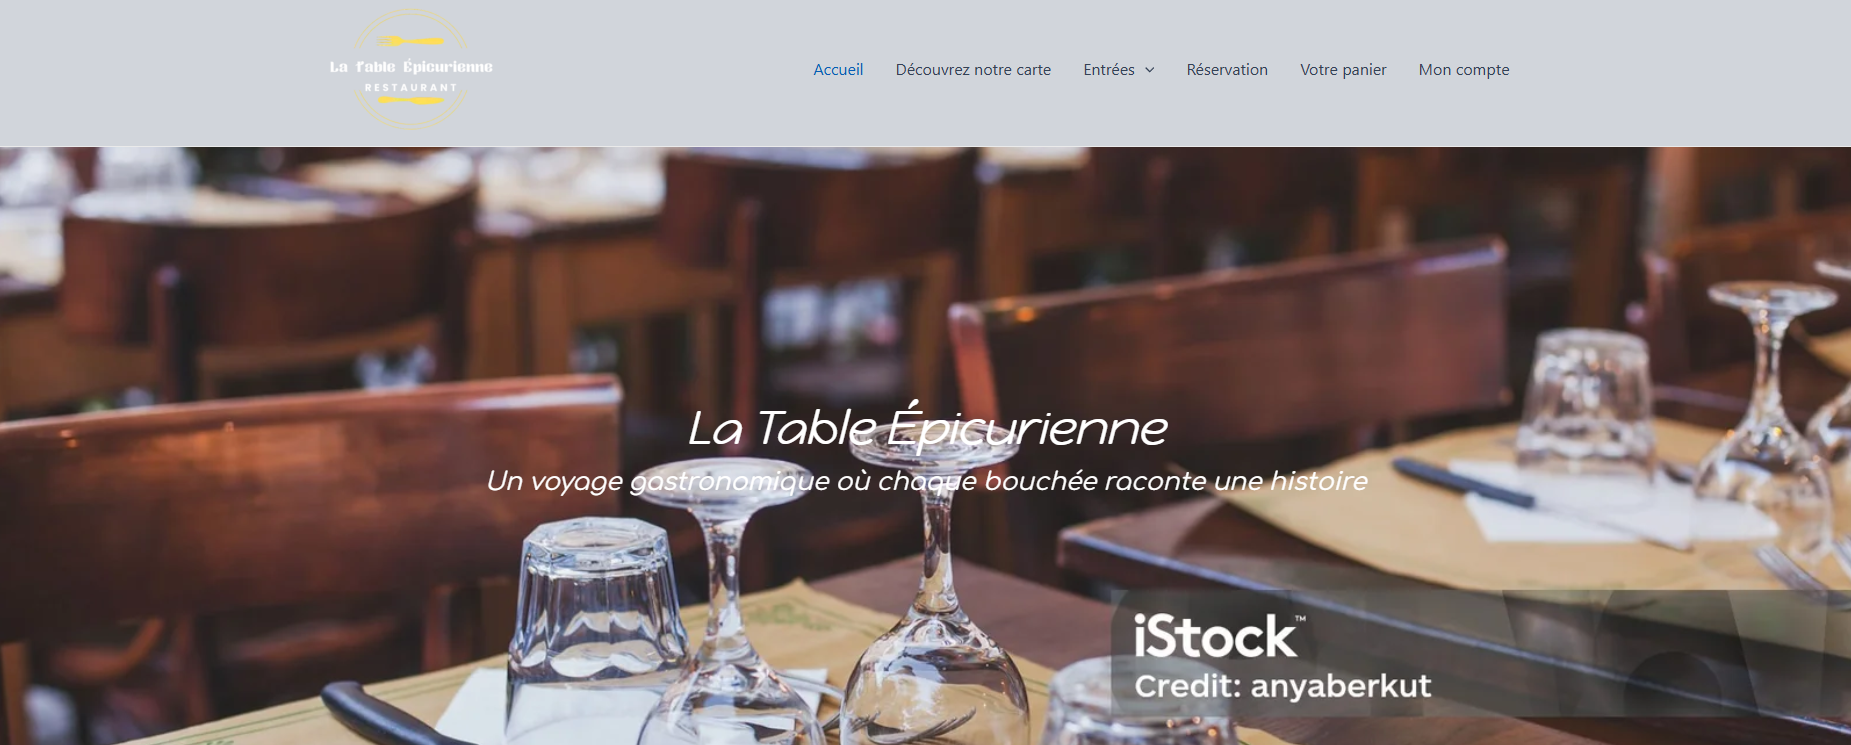 La Table Épicurienne
RESTAURANT
Accueil Découvrez notre carte Entrées Réservation Votre panier Mon compte
La Table Épicurienne
Un voyage gastronomique où chaque bouchée raconte une histoire
iStock™
Credit: anyaberkut